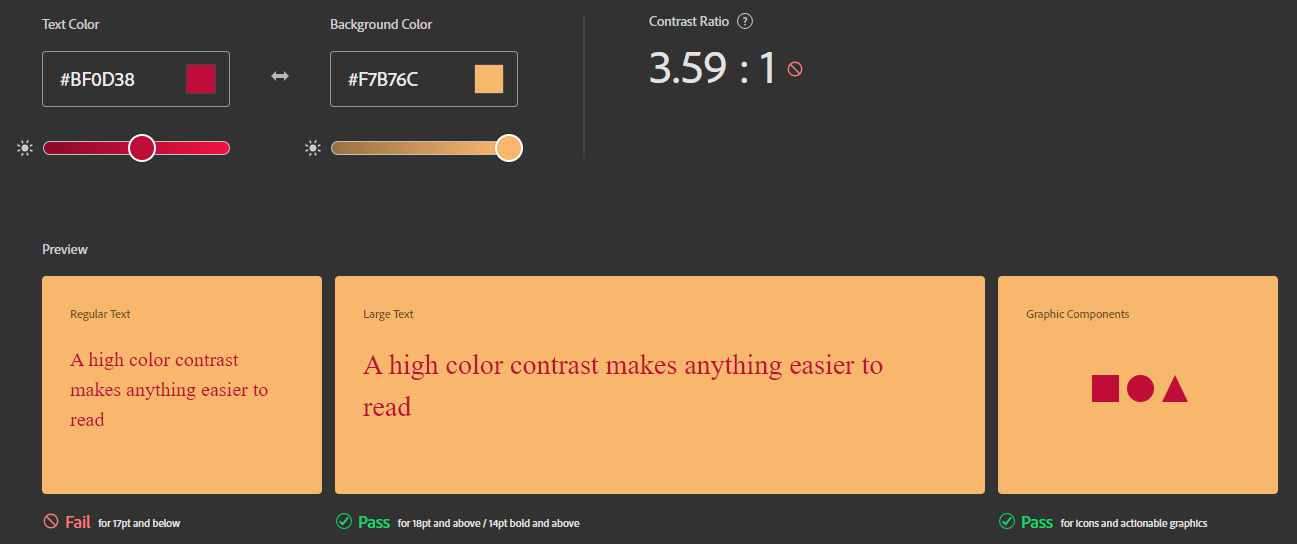 Text Color
Background Color
Contrast Ratio ?
#BF0D38
#F7B76C
3.59 : 1
Preview
Regular Text
A high color contrast
makes anything easier to
read
Large Text
A high color contrast makes anything easier to
read
Graphic Components
Fail for 17pt and below
Pass for 18pt and above / 14pt bold and above
Pass for icons and actionable graphics